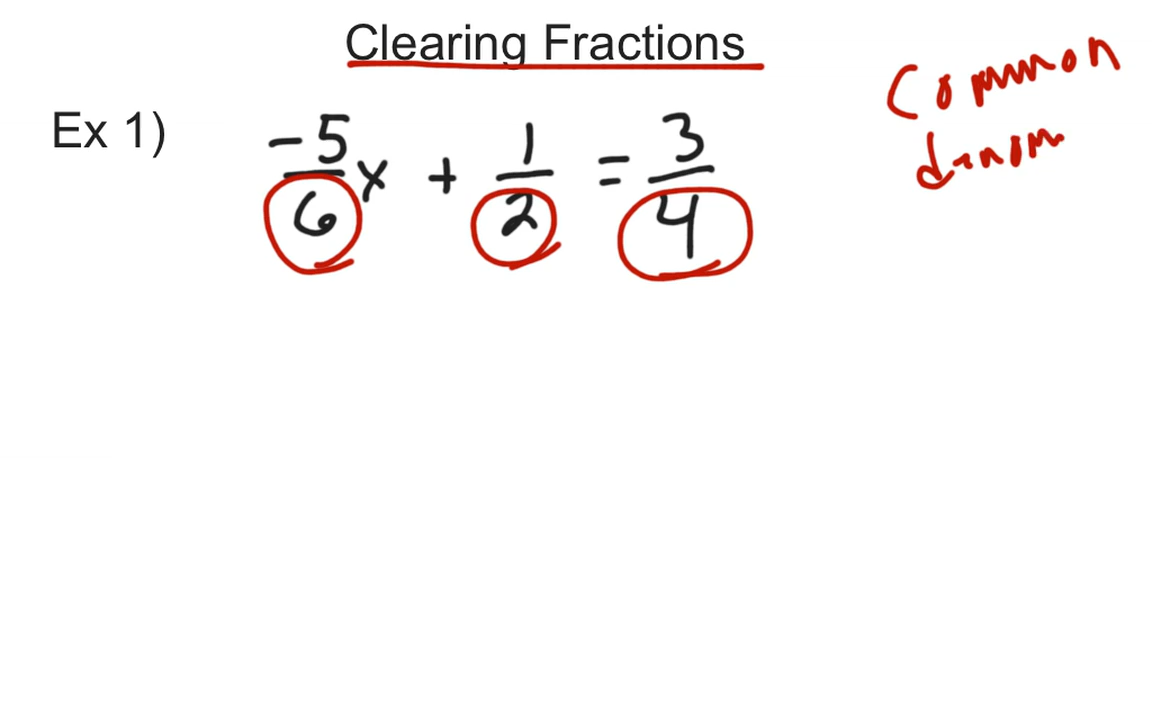 Clearing Fractions
Common
denom
Ex 1) -5/6 x + 1/2 = 3/4